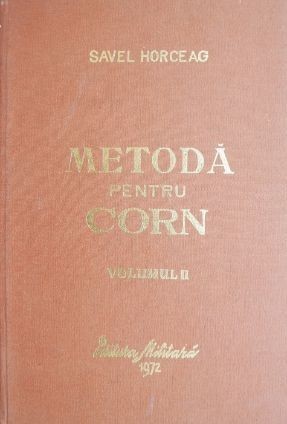 SAVEL HORCEAG
METODĂ
PENTRU
CORN
VOLUMUL II
Editura Militară
1972